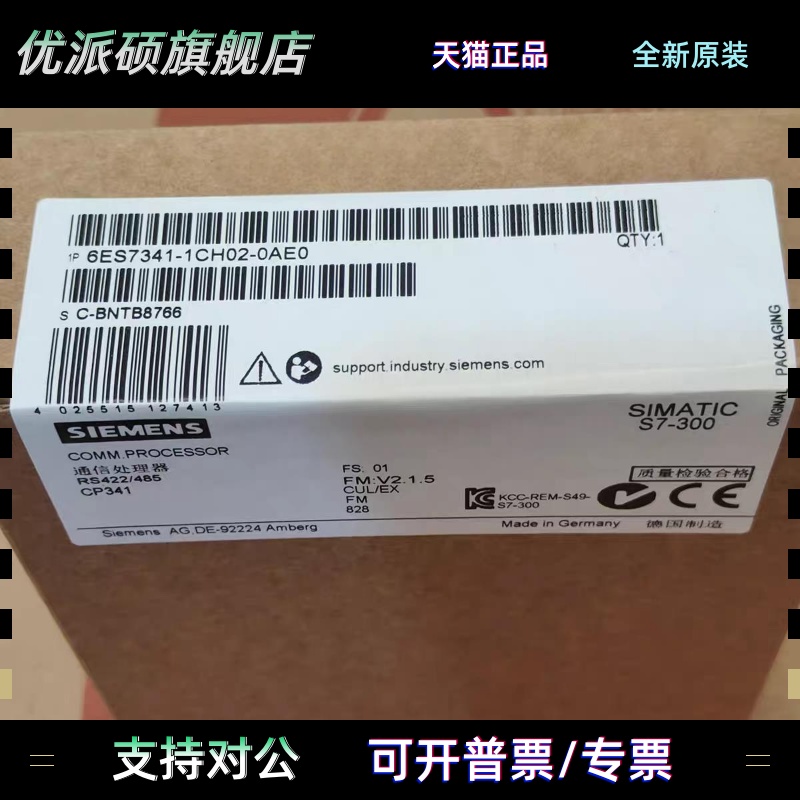 优派硕旗舰店
天猫正品
全新原装
1P 6ES7341-1CH02-0AE0
QTY:1
S C-BNTB8766
support.industry.siemens.com
4 025515 127413
ORIGINAL PACKAGING
SIEMENS
SIMATIC
S7-300
COMM.PROCESSOR
通信处理器
RS422/485
CP341
FS: 01
FM:V2.1.5
CUL/EX
FM
828
KCC-REM-S49-
S7-300
质量检验合格
CE
Siemens AG,DE-92224 Amberg
Made in Germany
德国制造
支持对公
可开普票/专票